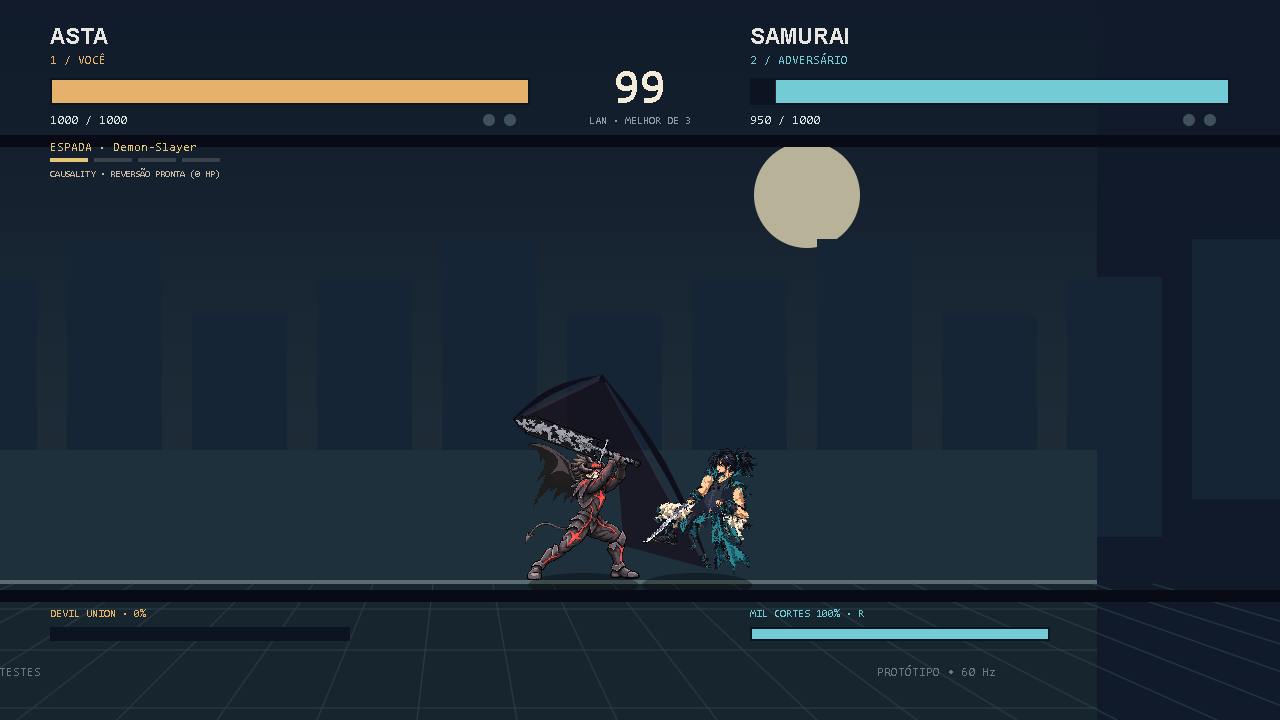 ASTA
1 / VOCÊ
1000 / 1000
99
LAN • MELHOR DE 3
SAMURAI
2 / ADVERSÁRIO
950 / 1000
ESPADA · Demon-Slayer
CAUSALITY · REVERSÃO PRONTA (0 HP)
DEVIL UNION · 0%
MIL CORTES 100% · R
TESTES
PROTÓTIPO • 60 Hz